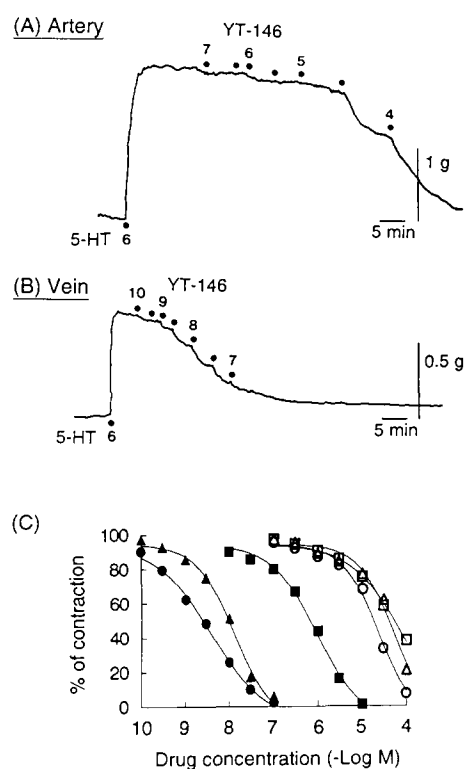 (A) Artery
YT-146
7 6 5 4
1 g
5 min
5-HT 6
(B) Vein
YT-146
10 9 8 7
0.5 g
5 min
5-HT 6
(C)
% of contraction
100
80
60
40
20
0
10 9 8 7 6 5 4
Drug concentration (-Log M)